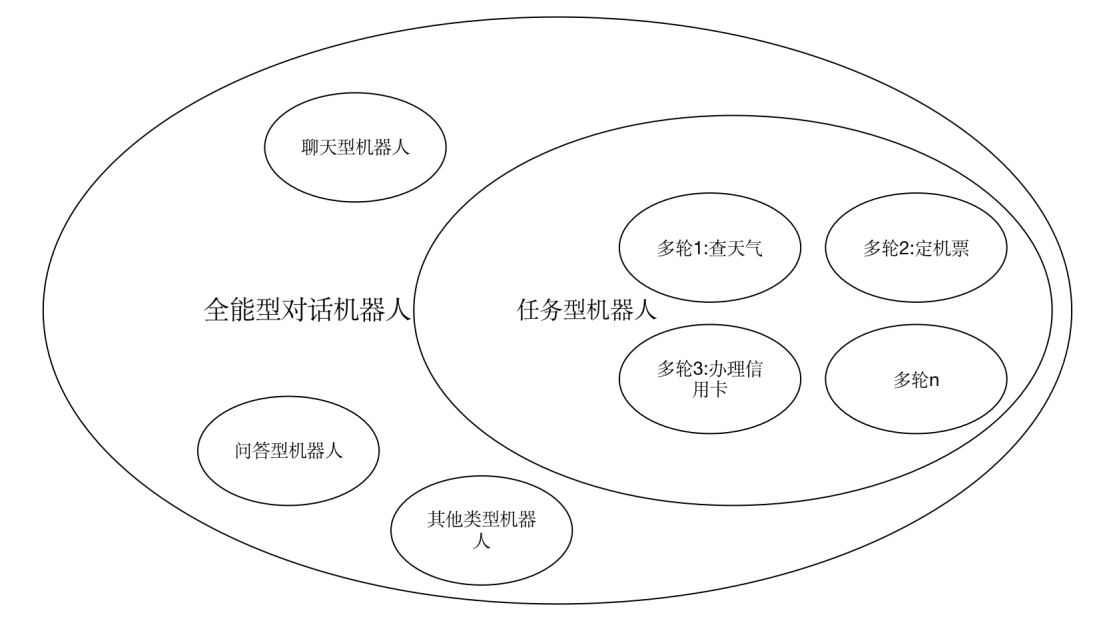 聊天型机器人
多轮1:查天气
多轮2:定机票
全能型对话机器人
任务型机器人
多轮3:办理信
用卡
多轮n
问答型机器人
其他类型机器
人